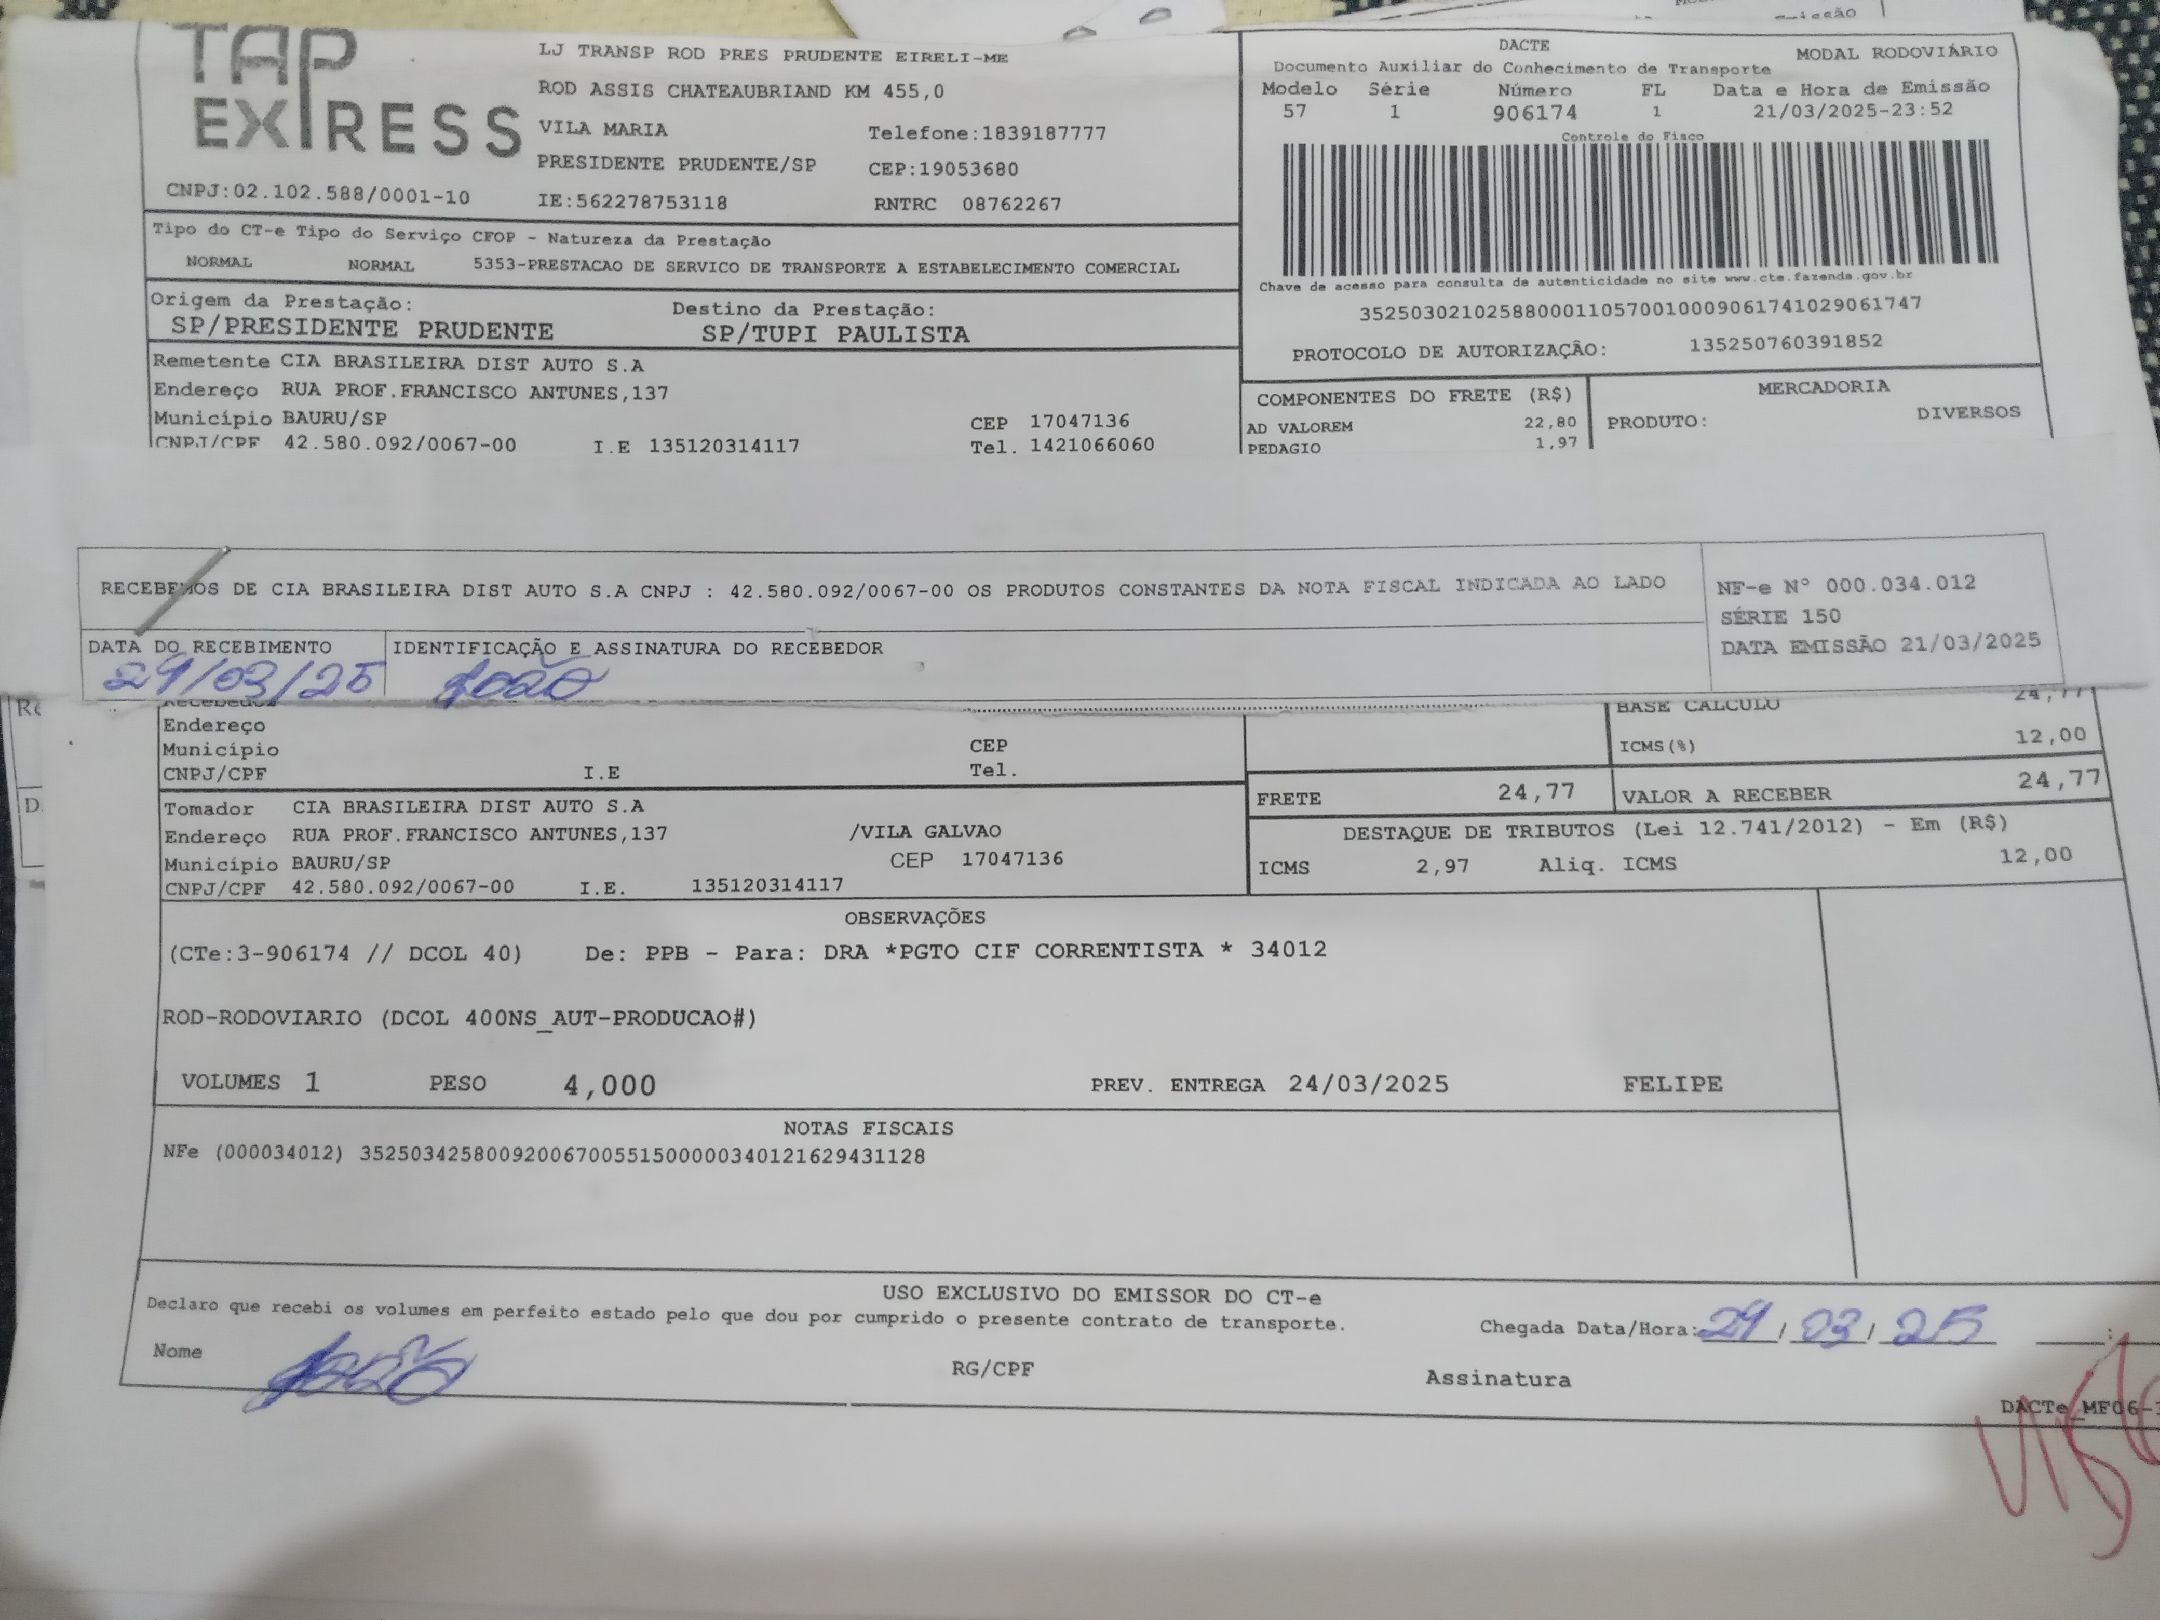 TAP EXPRESS
LJ TRANSP ROD PRES PRUDENTE EIRELI-ME
ROD ASSIS CHATEAUBRIAND KM 455,0
VILA MARIA Telefone:1839187777
PRESIDENTE PRUDENTE/SP CEP:19053680
CNPJ:02.102.588/0001-10 IE:562278753118 RNTRC 08762267
DACTE MODAL RODOVIÁRIO
Documento Auxiliar do Conhecimento de Transporte
Modelo Série Número FL Data e Hora de Emissão
57 1 906174 1 21/03/2025-23:52
Controle do Fisco
Chave de acesso para consulta de autenticidade no site www.cte.fazenda.gov.br
35250302102588000110570010009061741029061747
PROTOCOLO DE AUTORIZAÇÃO: 135250760391852
Tipo do CT-e Tipo do Serviço CFOP - Natureza da Prestação
NORMAL NORMAL 5353-PRESTACAO DE SERVICO DE TRANSPORTE A ESTABELECIMENTO COMERCIAL
Origem da Prestação: Destino da Prestação:
SP/PRESIDENTE PRUDENTE SP/TUPI PAULISTA
Remetente CIA BRASILEIRA DIST AUTO S.A
Endereço RUA PROF.FRANCISCO ANTUNES,137
Município BAURU/SP CEP 17047136
CNPJ/CPF 42.580.092/0067-00 I.E 135120314117 Tel. 1421066060
COMPONENTES DO FRETE (R$) MERCADORIA
AD VALOREM 22,80 PRODUTO: DIVERSOS
PEDAGIO 1,97
RECEBEMOS DE CIA BRASILEIRA DIST AUTO S.A CNPJ : 42.580.092/0067-00 OS PRODUTOS CONSTANTES DA NOTA FISCAL INDICADA AO LADO
NF-e Nº 000.034.012
SÉRIE 150
DATA EMISSÃO 21/03/2025
DATA DO RECEBIMENTO IDENTIFICAÇÃO E ASSINATURA DO RECEBEDOR
24/03/25 João
Recebedor
Endereço
Município CEP
CNPJ/CPF I.E Tel.
BASE CALCULO 24,77
ICMS(%) 12,00
FRETE 24,77 VALOR A RECEBER 24,77
Tomador CIA BRASILEIRA DIST AUTO S.A
Endereço RUA PROF.FRANCISCO ANTUNES,137 /VILA GALVAO
Município BAURU/SP CEP 17047136
CNPJ/CPF 42.580.092/0067-00 I.E. 135120314117
DESTAQUE DE TRIBUTOS (Lei 12.741/2012) - Em (R$)
ICMS 2,97 Aliq. ICMS 12,00
OBSERVAÇÕES
(CTe:3-906174 // DCOL 40) De: PPB - Para: DRA *PGTO CIF CORRENTISTA * 34012
ROD-RODOVIARIO (DCOL 400NS_AUT-PRODUCAO#)
VOLUMES 1 PESO 4,000 PREV. ENTREGA 24/03/2025 FELIPE
NOTAS FISCAIS
NFe (000034012) 35250342580092006700551500000340121629431128
USO EXCLUSIVO DO EMISSOR DO CT-e
Declaro que recebi os volumes em perfeito estado pelo que dou por cumprido o presente contrato de transporte.
Chegada Data/Hora: 24/03/25 :
Nome João RG/CPF Assinatura
DACTe_MF06-